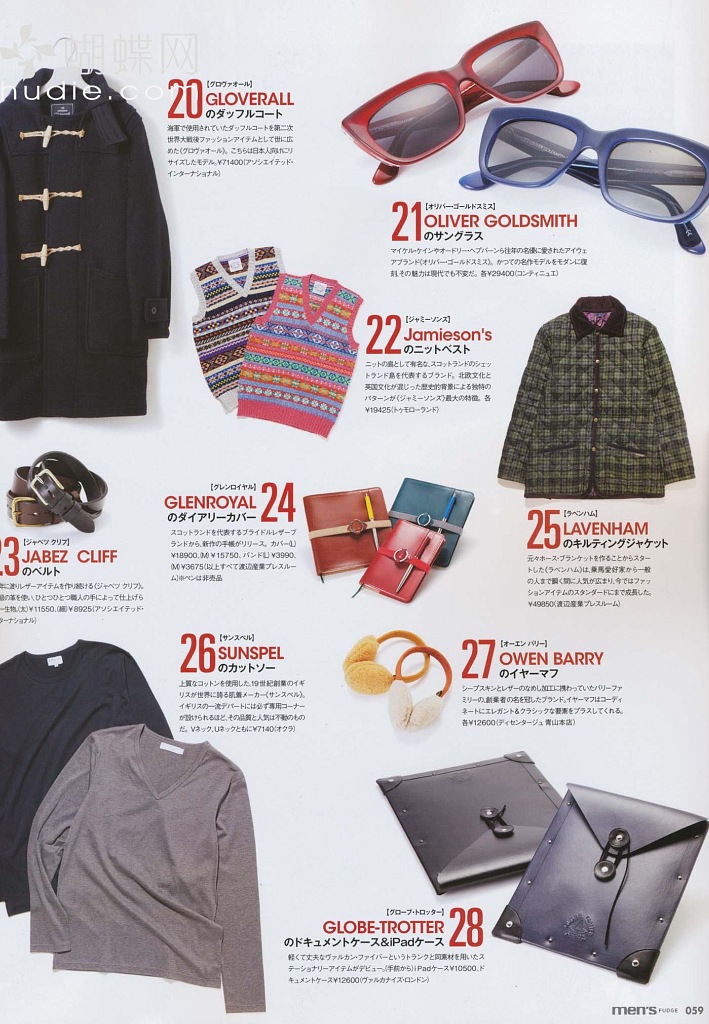 蝴蝶网
hudie.com
【グロヴァオール】
20 GLOVERALL
のダッフルコート
海軍で使用されていたダッフルコートを第二次
世界大戦後ファッションアイテムとして世に広
めた〈グロヴァオール〉。こちらは日本人向けにリ
サイズしたモデル。¥71400(アソシエイテッド・
インターナショナル)
【オリバー・ゴールドスミス】
21 OLIVER GOLDSMITH
のサングラス
マイケル・ケインやオードリー・ヘプバーンら往年の名優に愛されたアイウェ
アブランド〈オリバー・ゴールドスミス〉。かつての名作モデルをモダンに復
刻。その魅力は現代でも不変だ。各¥29400(コンティニュエ)
【ジャミーソンズ】
22 Jamieson's
のニットベスト
ニットの島として有名な、スコットランドのシェッ
トランド島を代表するブランド。北欧文化と
英国文化が混じった歴史的背景による独特の
パターンが〈ジャミーソンズ〉最大の特徴。各
¥19425(トゥモローランド)
【ジャベツ クリフ】
23 JABEZ CLIFF
のベルト
年に渡りレザーアイテムを作り続ける〈ジャベツ クリフ〉。
級の革を使い、ひとつひとつ職人の手によって仕上げら
一生物。(太)¥11550、(細)¥8925(アソシエイテッド・
ターナショナル)
【グレンロイヤル】
GLENROYAL 24
のダイアリーカバー
スコットランドを代表するブライドルレザーブ
ランドから、新作の手帳がリリース。カバー(L)
¥18900、(M)¥15750、バンド(L)¥3990、
(M)¥3675(以上すべて渡辺産業プレスルー
ム)※ペンは非売品
【ラベンハム】
25 LAVENHAM
のキルティングジャケット
元々ホース・ブランケットを作ることからスター
トした〈ラベンハム〉は、乗馬愛好家から一般
の人まで瞬く間に人気が広まり、今ではファッ
ションアイテムのスタンダードにまで成長した。
¥49850(渡辺産業プレスルーム)
【サンスペル】
26 SUNSPEL
のカットソー
上質なコットンを使用した、19世紀創業のイギ
リスが世界に誇る肌着メーカー〈サンスペル〉。
イギリスの一流デパートには必ず専用コーナー
が設けられるほど、その品質と人気は不動のもの
だ。Vネック、Uネックともに¥7140(オクラ)
【オーエン バリー】
27 OWEN BARRY
のイヤーマフ
シープスキンとレザーのなめし加工に携わっていたバリーファ
ミリーの、創業者の名を冠したブランド。イヤーマフはコーディ
ネートにエレガント＆クラシックな要素をプラスしてくれる。
各¥12600(ディセンタージュ 青山本店)
【グローブ・トロッター】
GLOBE-TROTTER 28
のドキュメントケース＆iPadケース
軽くて丈夫なヴァルカン・ファイバーというトランクと同素材を用いたス
テーショナリーアイテムがデビュー。(手前から)iPadケース¥10500、ド
キュメントケース¥12600(ヴァルカナイズ・ロンドン)
men's FUDGE 059